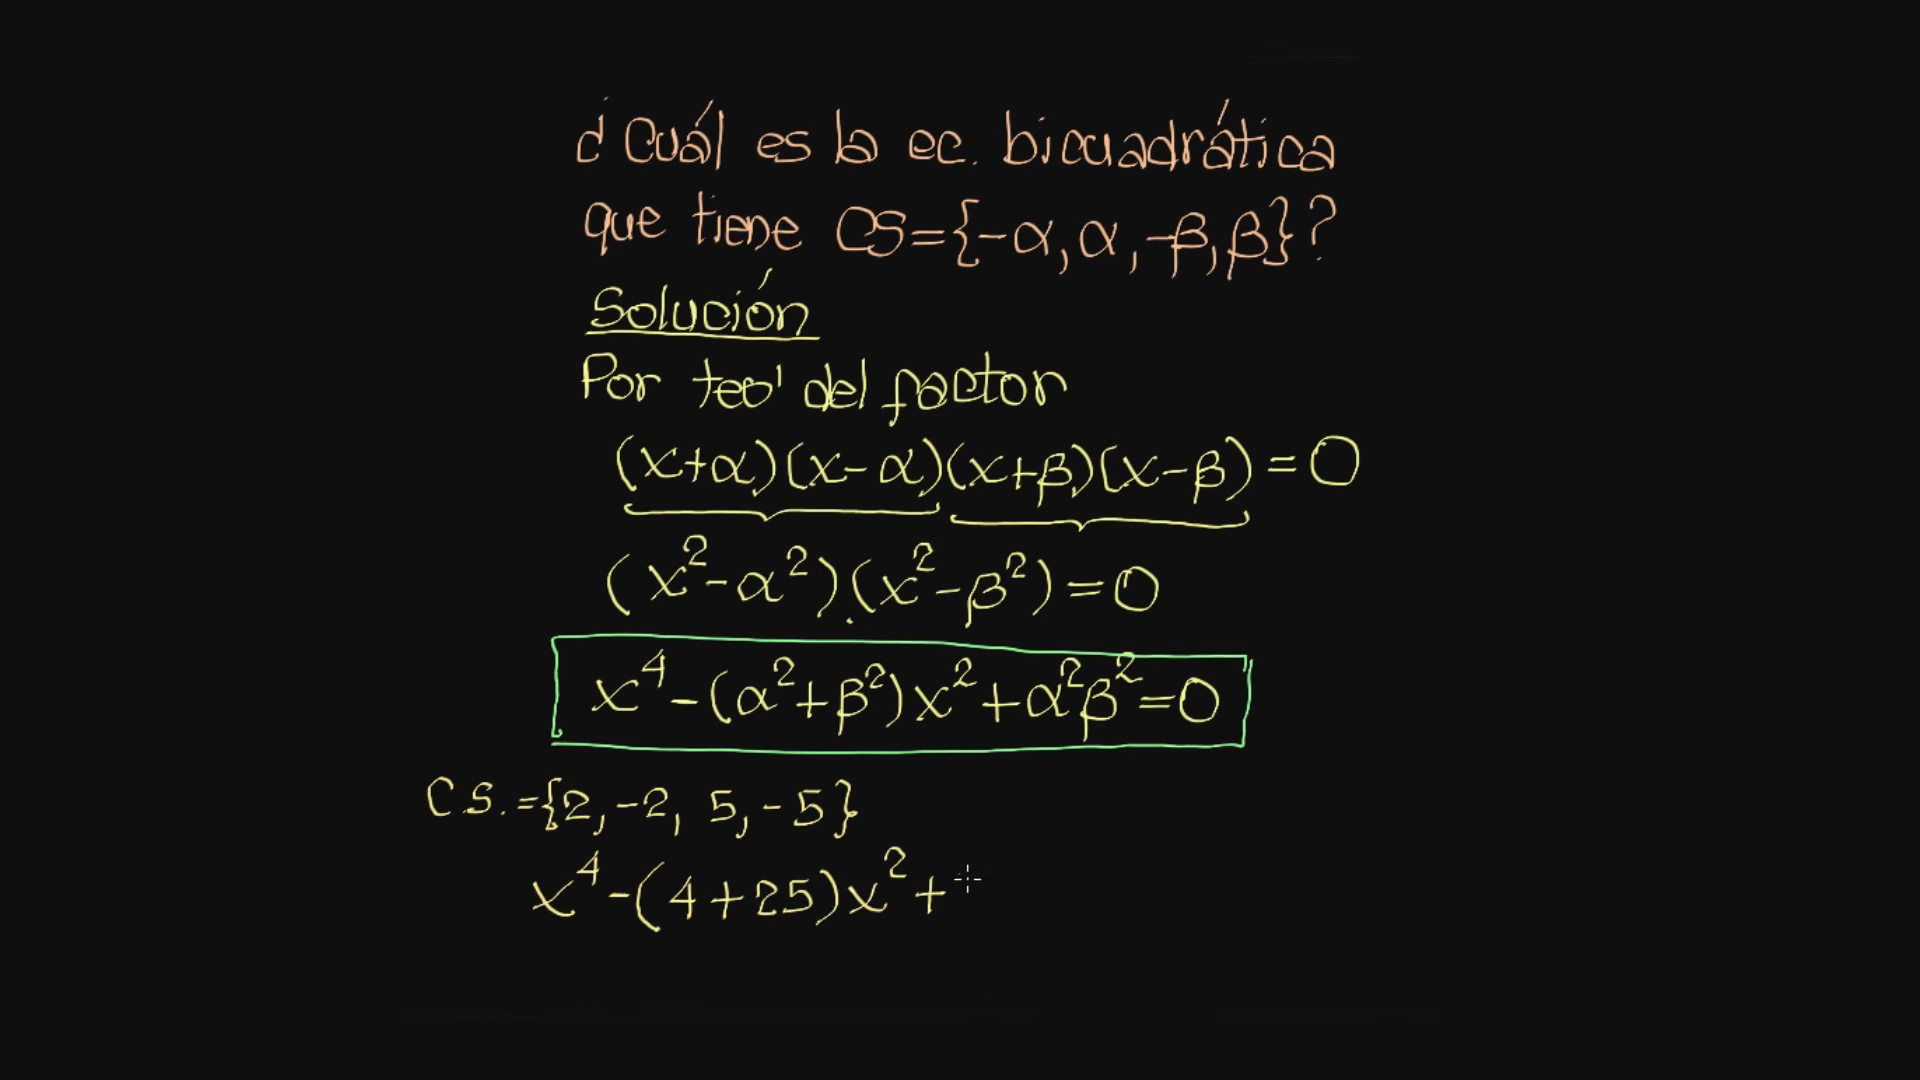 ¿Cuál es la ec. bicuadrática
que tiene CS={-α, α, -β, β}?
Solución
Por teo' del factor
(x+α)(x-α)(x+β)(x-β)=0
(x²-α²)(x²-β²)=0
x⁴-(α²+β²)x²+α²β²=0
C.S.={2,-2, 5,-5}
x⁴-(4+25)x²+